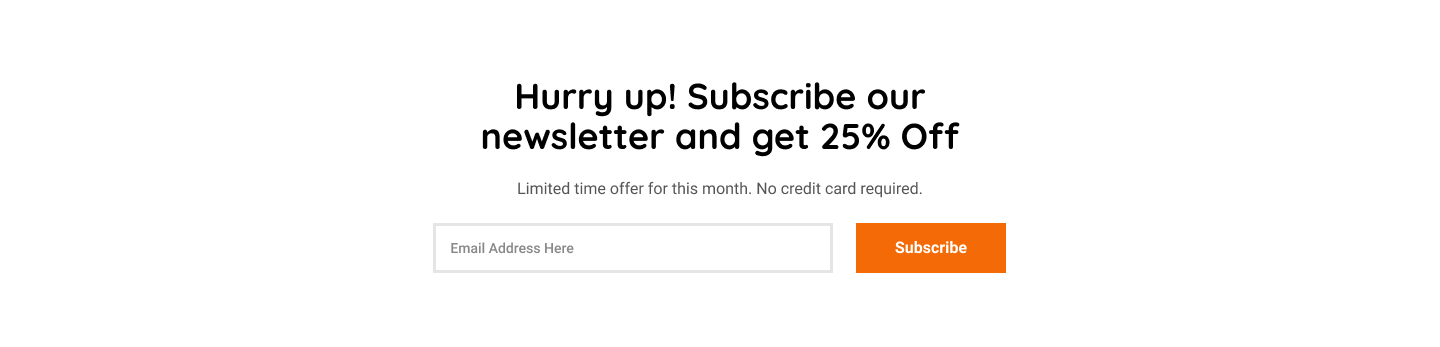 Hurry up! Subscribe our
newsletter and get 25% Off
Limited time offer for this month. No credit card required.
Email Address Here
Subscribe